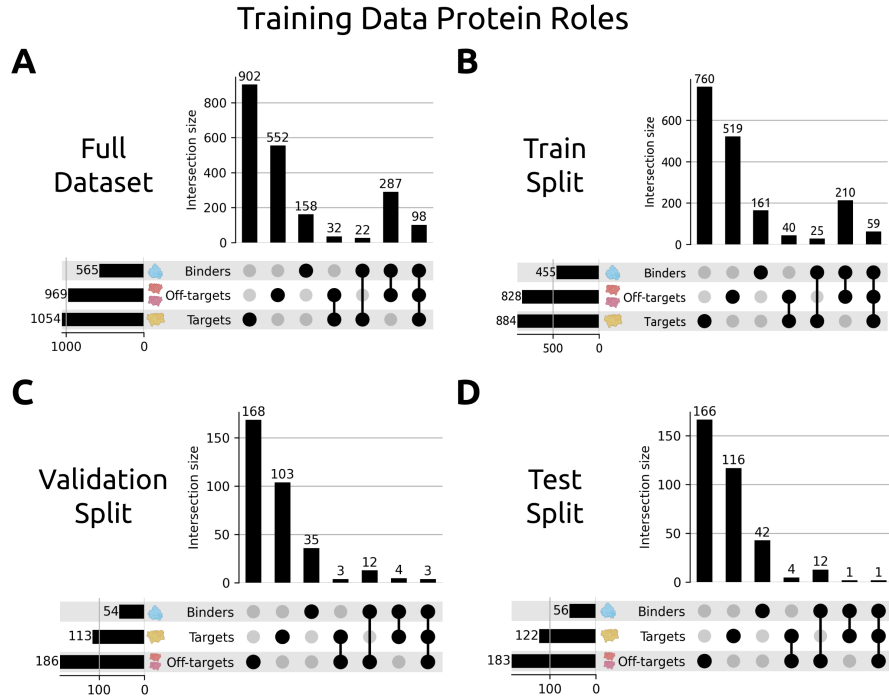 Training Data Protein Roles
A
Full
Dataset
Intersection size
800
600
400
200
0
902
552
158
32
22
287
98
565
969
1054
Binders
Off-targets
Targets
1000
0
B
Train
Split
Intersection size
600
400
200
0
760
519
161
40
25
210
59
455
828
884
Binders
Off-targets
Targets
500
0
C
Validation
Split
Intersection size
150
100
50
0
168
103
35
3
12
4
3
54
113
186
Binders
Targets
Off-targets
100
0
D
Test
Split
Intersection size
150
100
50
0
166
116
42
4
12
1
1
56
122
183
Binders
Targets
Off-targets
100
0